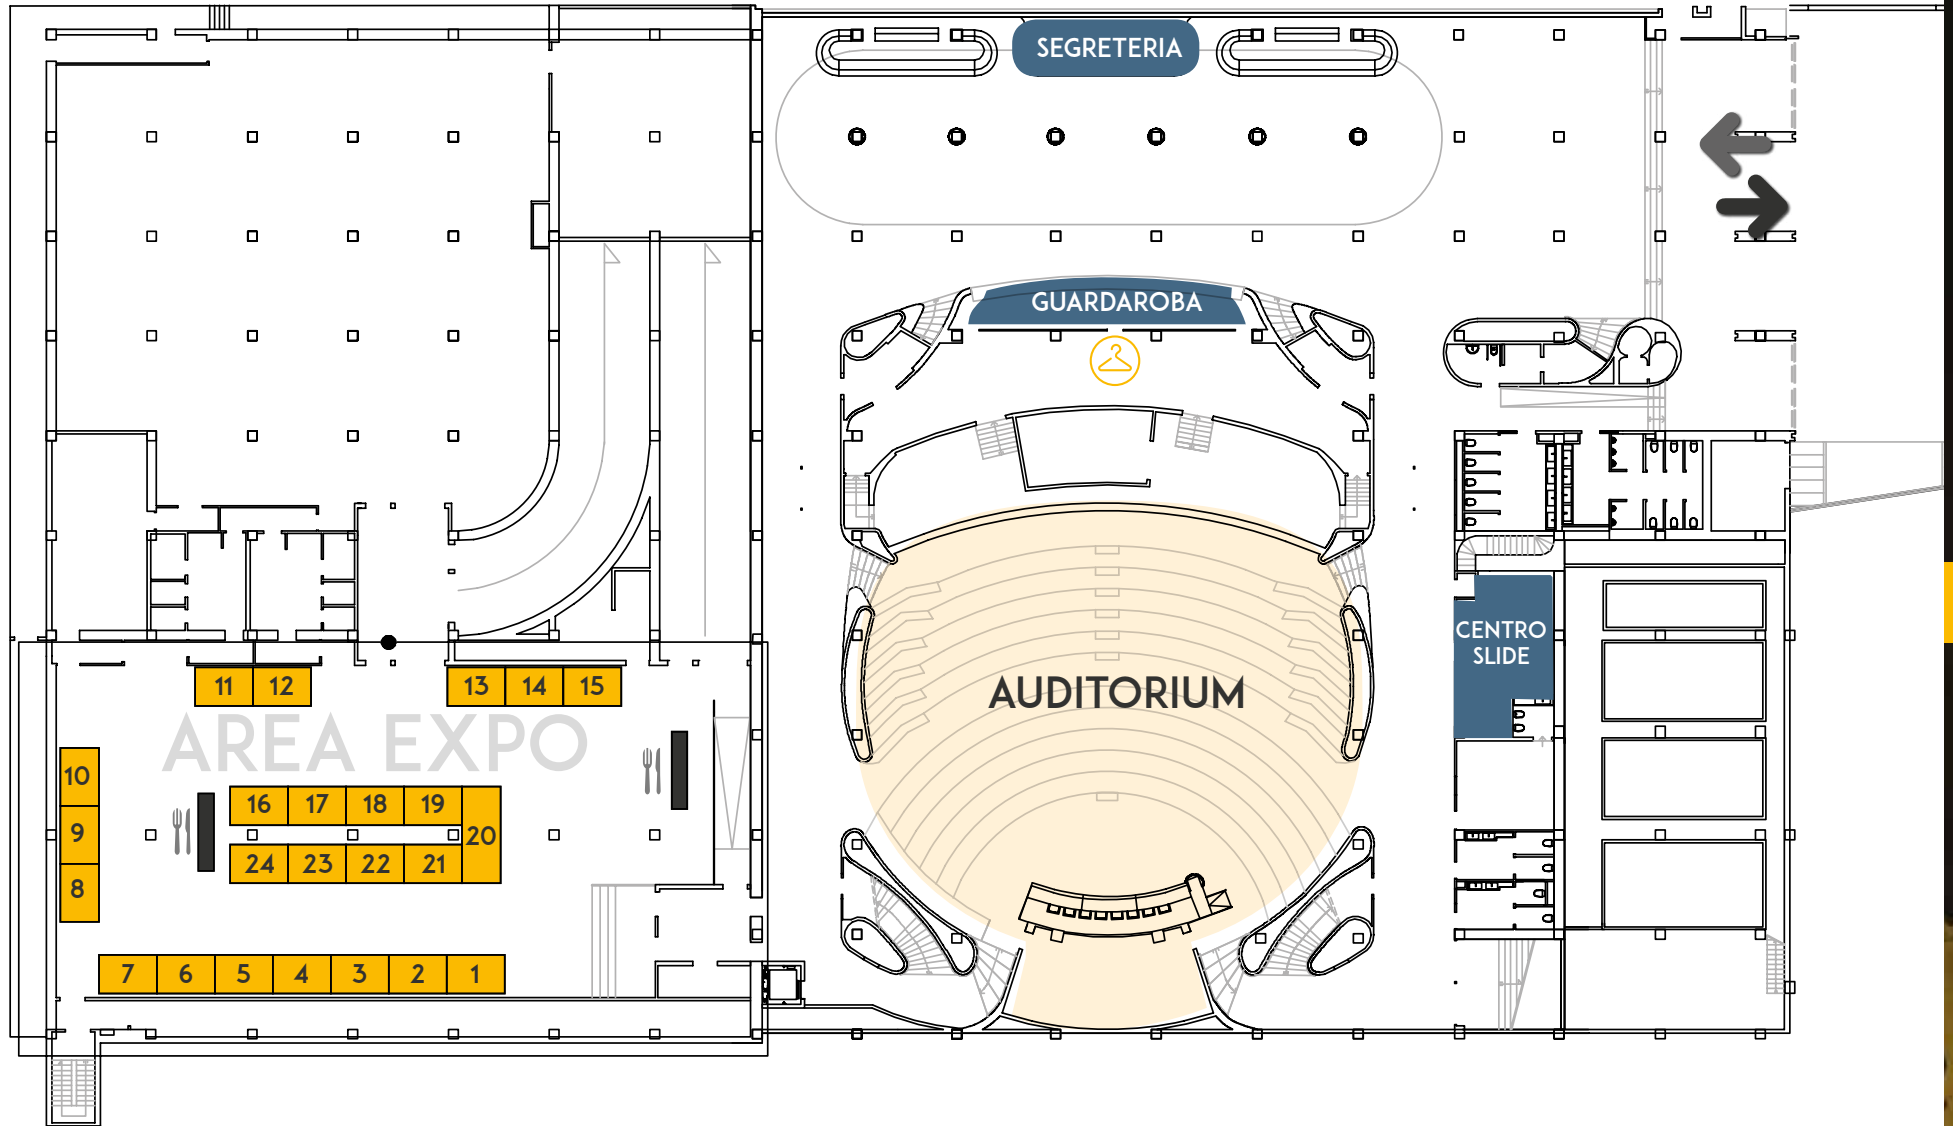 SEGRETERIA
GUARDAROBA
CENTRO
SLIDE
AUDITORIUM
11 12
13 14 15
AREA EXPO
10
9
8
16 17 18 19
20
24 23 22 21
7 6 5 4 3 2 1